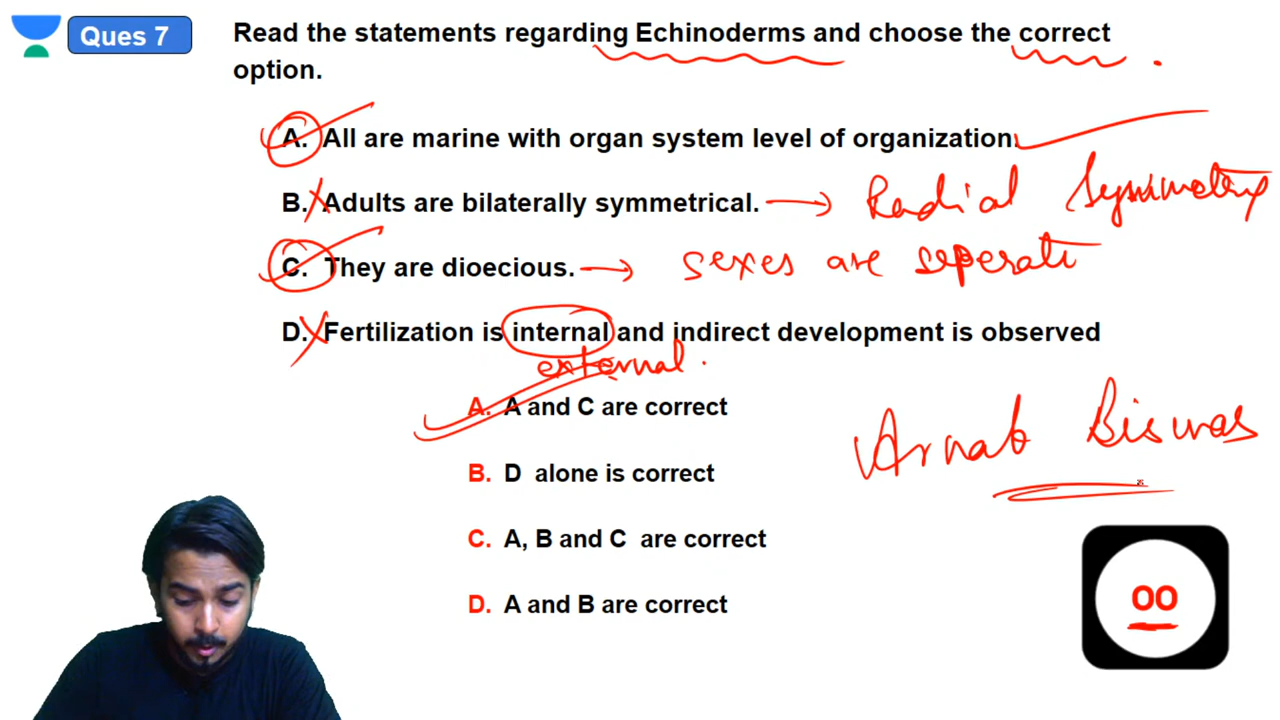 Ques 7
Read the statements regarding Echinoderms and choose the correct
option.
A. All are marine with organ system level of organization.
B. Adults are bilaterally symmetrical. Radial Symmetry
C. They are dioecious. sexes are seperate
D. Fertilization is internal and indirect development is observed
external.
A. A and C are correct
Arnab Biswas
B. D alone is correct
C. A, B and C are correct
D. A and B are correct
00